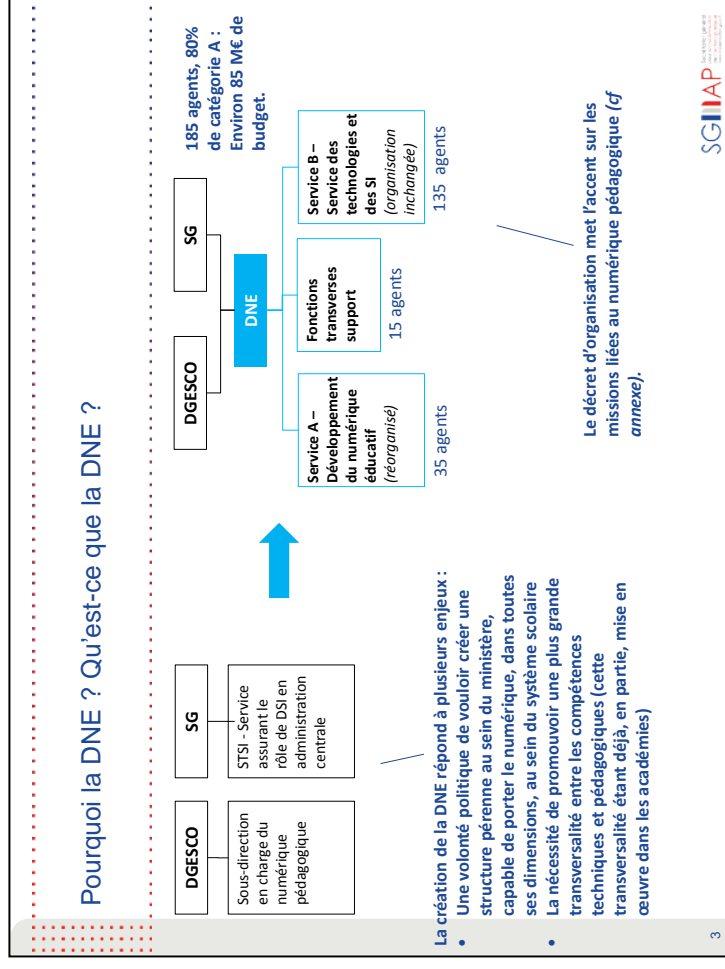 Pourquoi la DNE ? Qu'est-ce que la DNE ?
DGESCO
SG
Sous-direction
en charge du
numérique
pédagogique
STSI - Service
assurant le
rôle de DSI en
administration
centrale
DGESCO
SG
DNE
185 agents, 80%
de catégorie A :
Environ 85 M€ de
budget.
Service A –
Développement
du numérique
éducatif
(réorganisé)
35 agents
Fonctions
transverses
support
15 agents
Service B –
Service des
technologies et
des SI
(organisation
inchangée)
135 agents
La création de la DNE répond à plusieurs enjeux :
• Une volonté politique de vouloir créer une
structure pérenne au sein du ministère,
capable de porter le numérique, dans toutes
ses dimensions, au sein du système scolaire
• La nécessité de promouvoir une plus grande
transversalité entre les compétences
techniques et pédagogiques (cette
transversalité étant déjà, en partie, mise en
œuvre dans les académies)
Le décret d'organisation met l'accent sur les
missions liées au numérique pédagogique (cf
annexe).
3
SGMAP